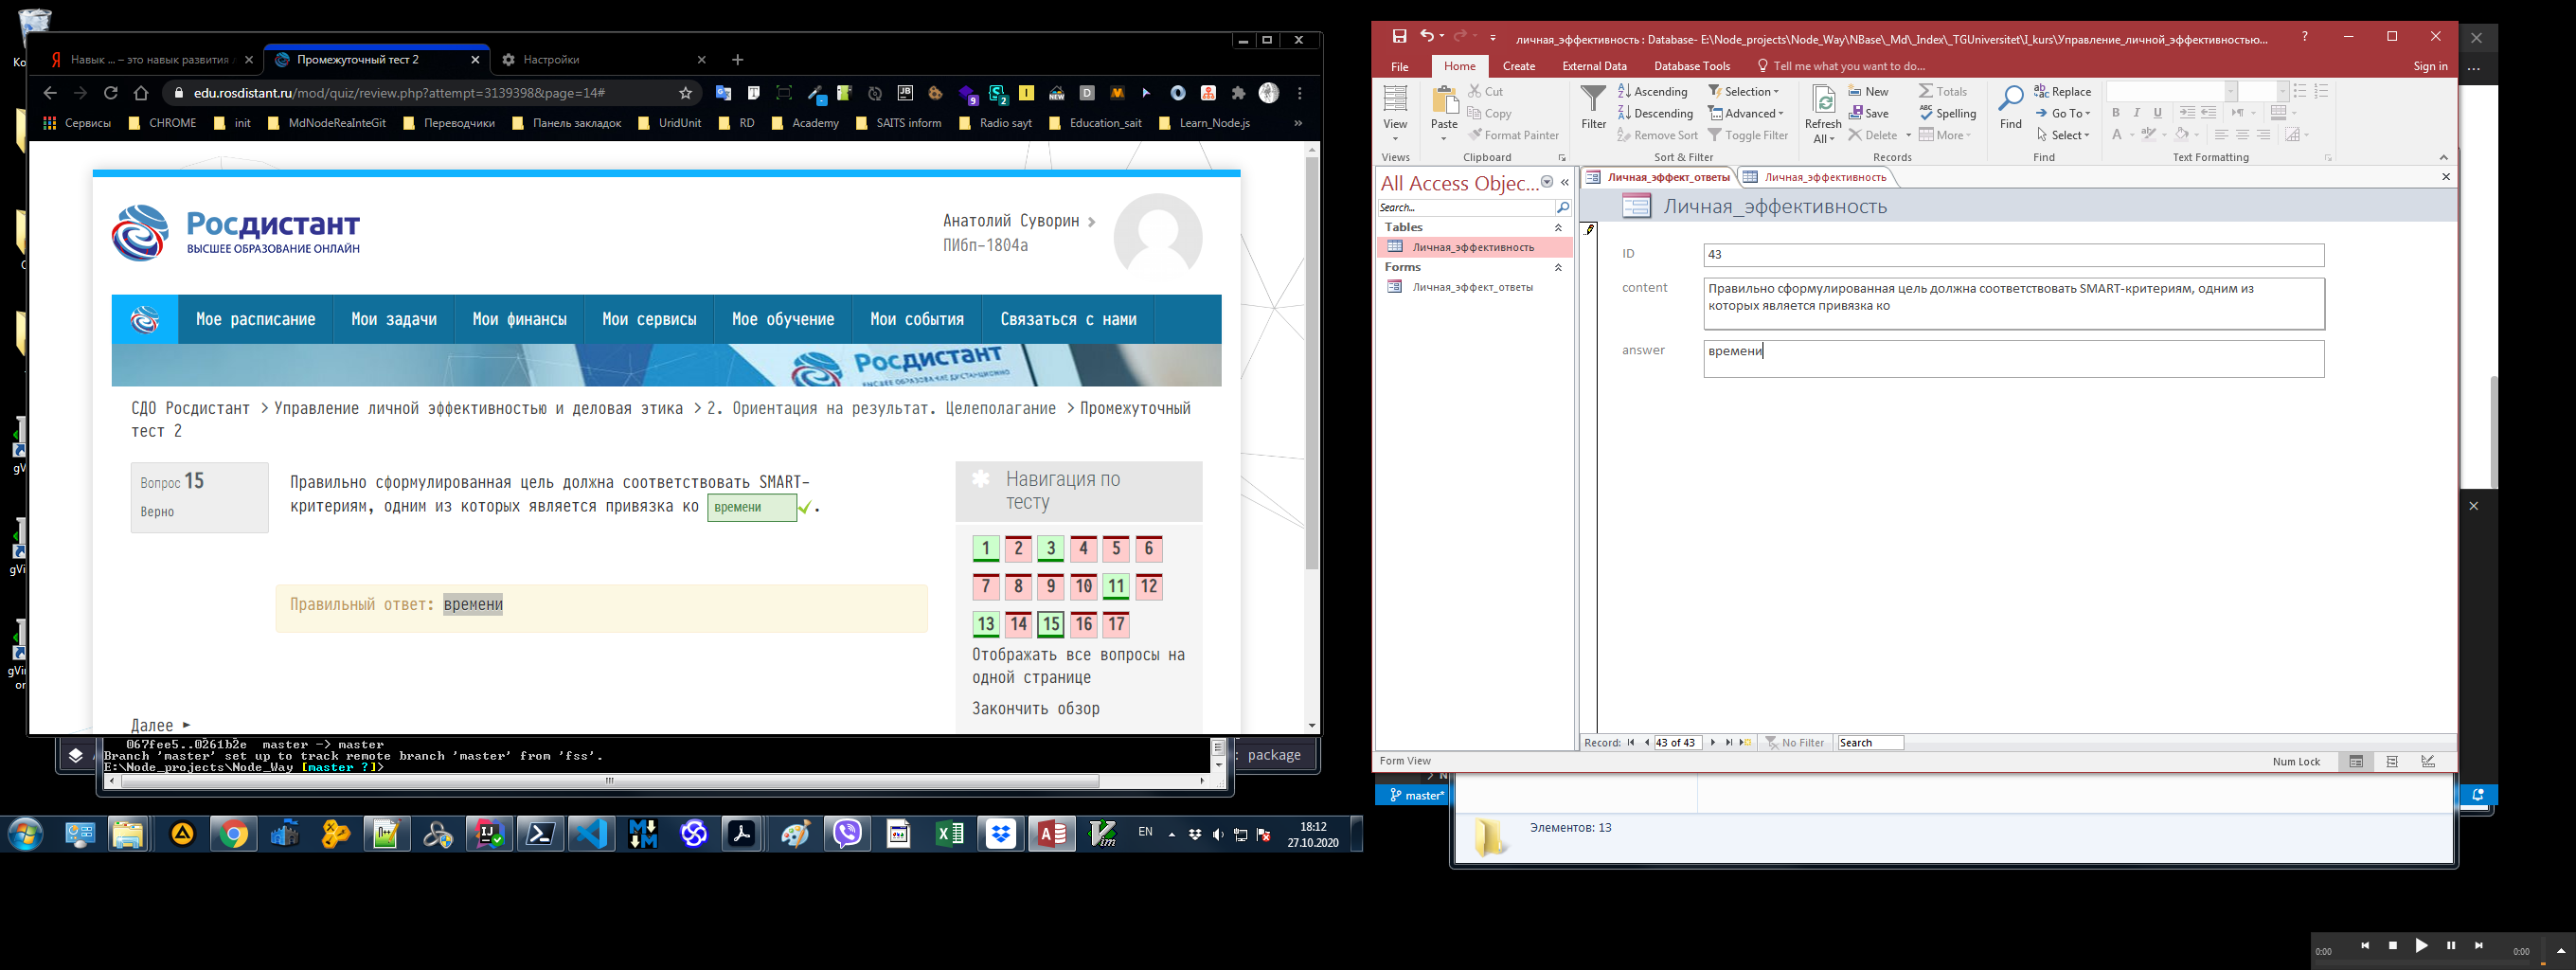 Навык ... – это навык развития
Промежуточный тест 2
Настройки
edu.rosdistant.ru/mod/quiz/review.php?attempt=3139398&page=14#
Сервисы
CHROME
init
MdNodeReaInteGit
Переводчики
Панель закладок
UridUnit
RD
Academy
SAITS inform
Radio sayt
Education_sait
Learn_Node.js
»
Росдистант
ВЫСШЕЕ ОБРАЗОВАНИЕ ОНЛАЙН
Анатолий Суворин
ПИбп-1804а
Мое расписание
Мои задачи
Мои финансы
Мои сервисы
Мое обучение
Мои события
Связаться с нами
Росдистант
ВЫСШЕЕ ОБРАЗОВАНИЕ ДИСТАНЦИОННО
СДО Росдистант > Управление личной эффективностью и деловая этика > 2. Ориентация на результат. Целеполагание > Промежуточный
тест 2
Вопрос 15
Верно
Правильно сформулированная цель должна соответствовать SMART-
критериям, одним из которых является привязка ко времени.
Правильный ответ: времени
Навигация по
тесту
1 2 3 4 5 6
7 8 9 10 11 12
13 14 15 16 17
Отображать все вопросы на
одной странице
Закончить обзор
Далее ►
067fee5..0261b2e master -> master
Branch 'master' set up to track remote branch 'master' from 'fss'.
E:\Node_projects\Node_Way [master ?]>
: package
EN
18:12
27.10.2020
личная_эффективность : Database- E:\Node_projects\Node_Way\NBase\_Md\_Index\_TGUniversitet\I_kurs\Управление_личной_эффективностью...
File
Home
Create
External Data
Database Tools
Tell me what you want to do...
Sign in
View
Views
Paste
Cut
Copy
Format Painter
Clipboard
Filter
Ascending
Descending
Remove Sort
Selection
Advanced
Toggle Filter
Sort & Filter
Refresh
All
New
Save
Delete
Totals
Spelling
More
Records
Find
Replace
Go To
Select
Find
B I U
A
Text Formatting
All Access Objec...
Search...
Tables
Личная_эффективность
Forms
Личная_эффект_ответы
Личная_эффект_ответы
Личная_эффективность
Личная_эффективность
ID
43
content
Правильно сформулированная цель должна соответствовать SMART-критериям, одним из
которых является привязка ко
answer
времени
Record:
43 of 43
No Filter
Search
Form View
Num Lock
master*
Элементов: 13
0:00
0:00